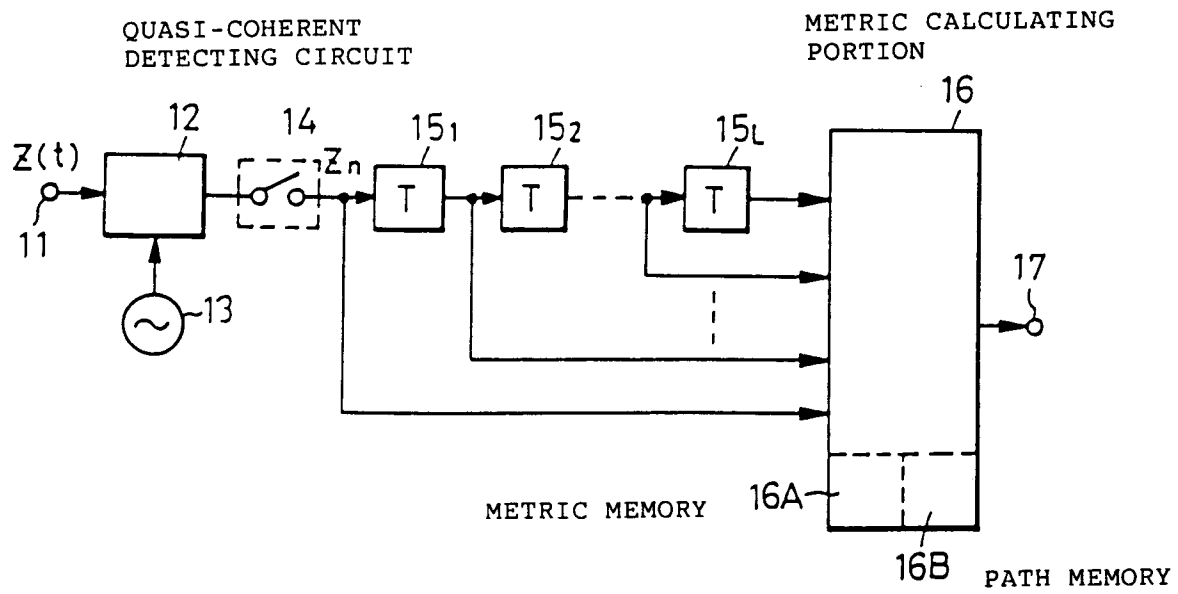 QUASI-COHERENT
DETECTING CIRCUIT
METRIC CALCULATING
PORTION
12
14
15₁
15₂
15L
16
Z(t)
Zn
T
T
T
11
13
17
16A
METRIC MEMORY
16B
PATH MEMORY